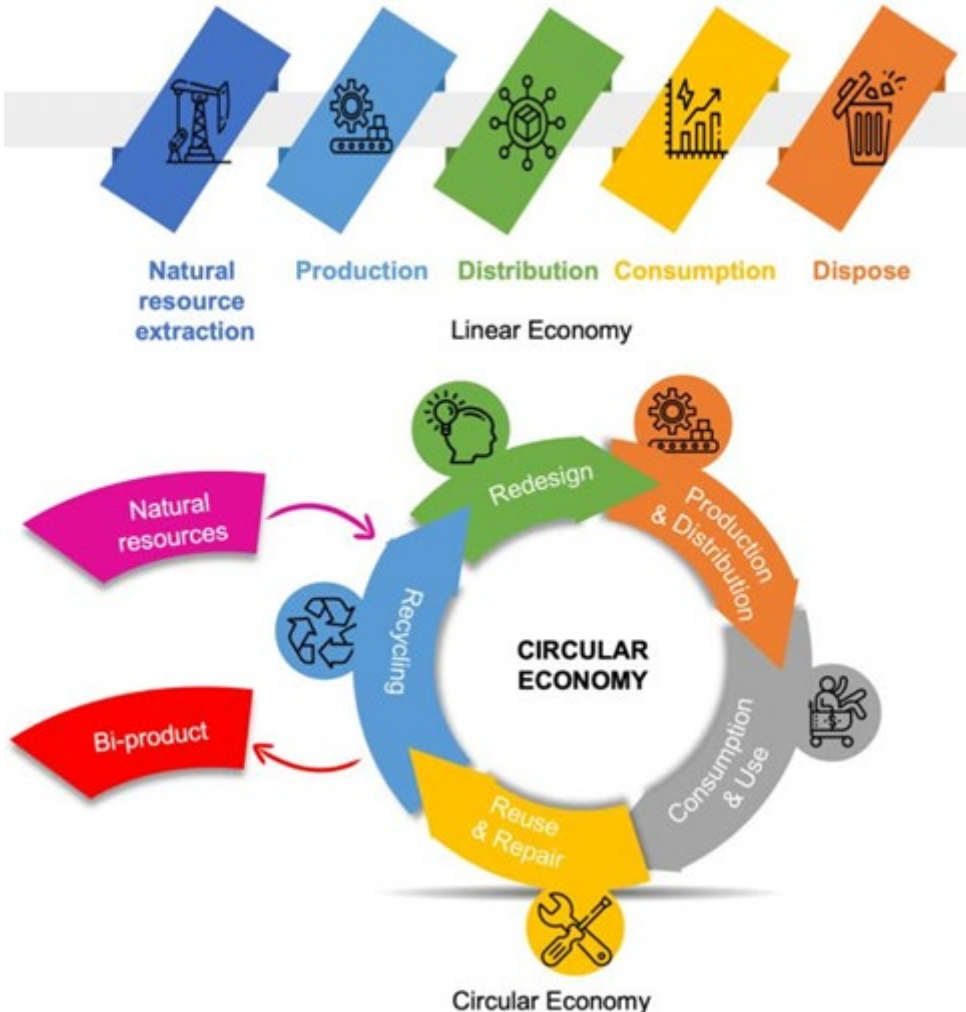 Natural
resource
extraction
Production
Distribution
Consumption
Dispose
Linear Economy
Redesign
Production
& Distribution
Natural
resources
Recycling
CIRCULAR
ECONOMY
Bi-product
Consumption
& Use
Reuse
& Repair
Circular Economy